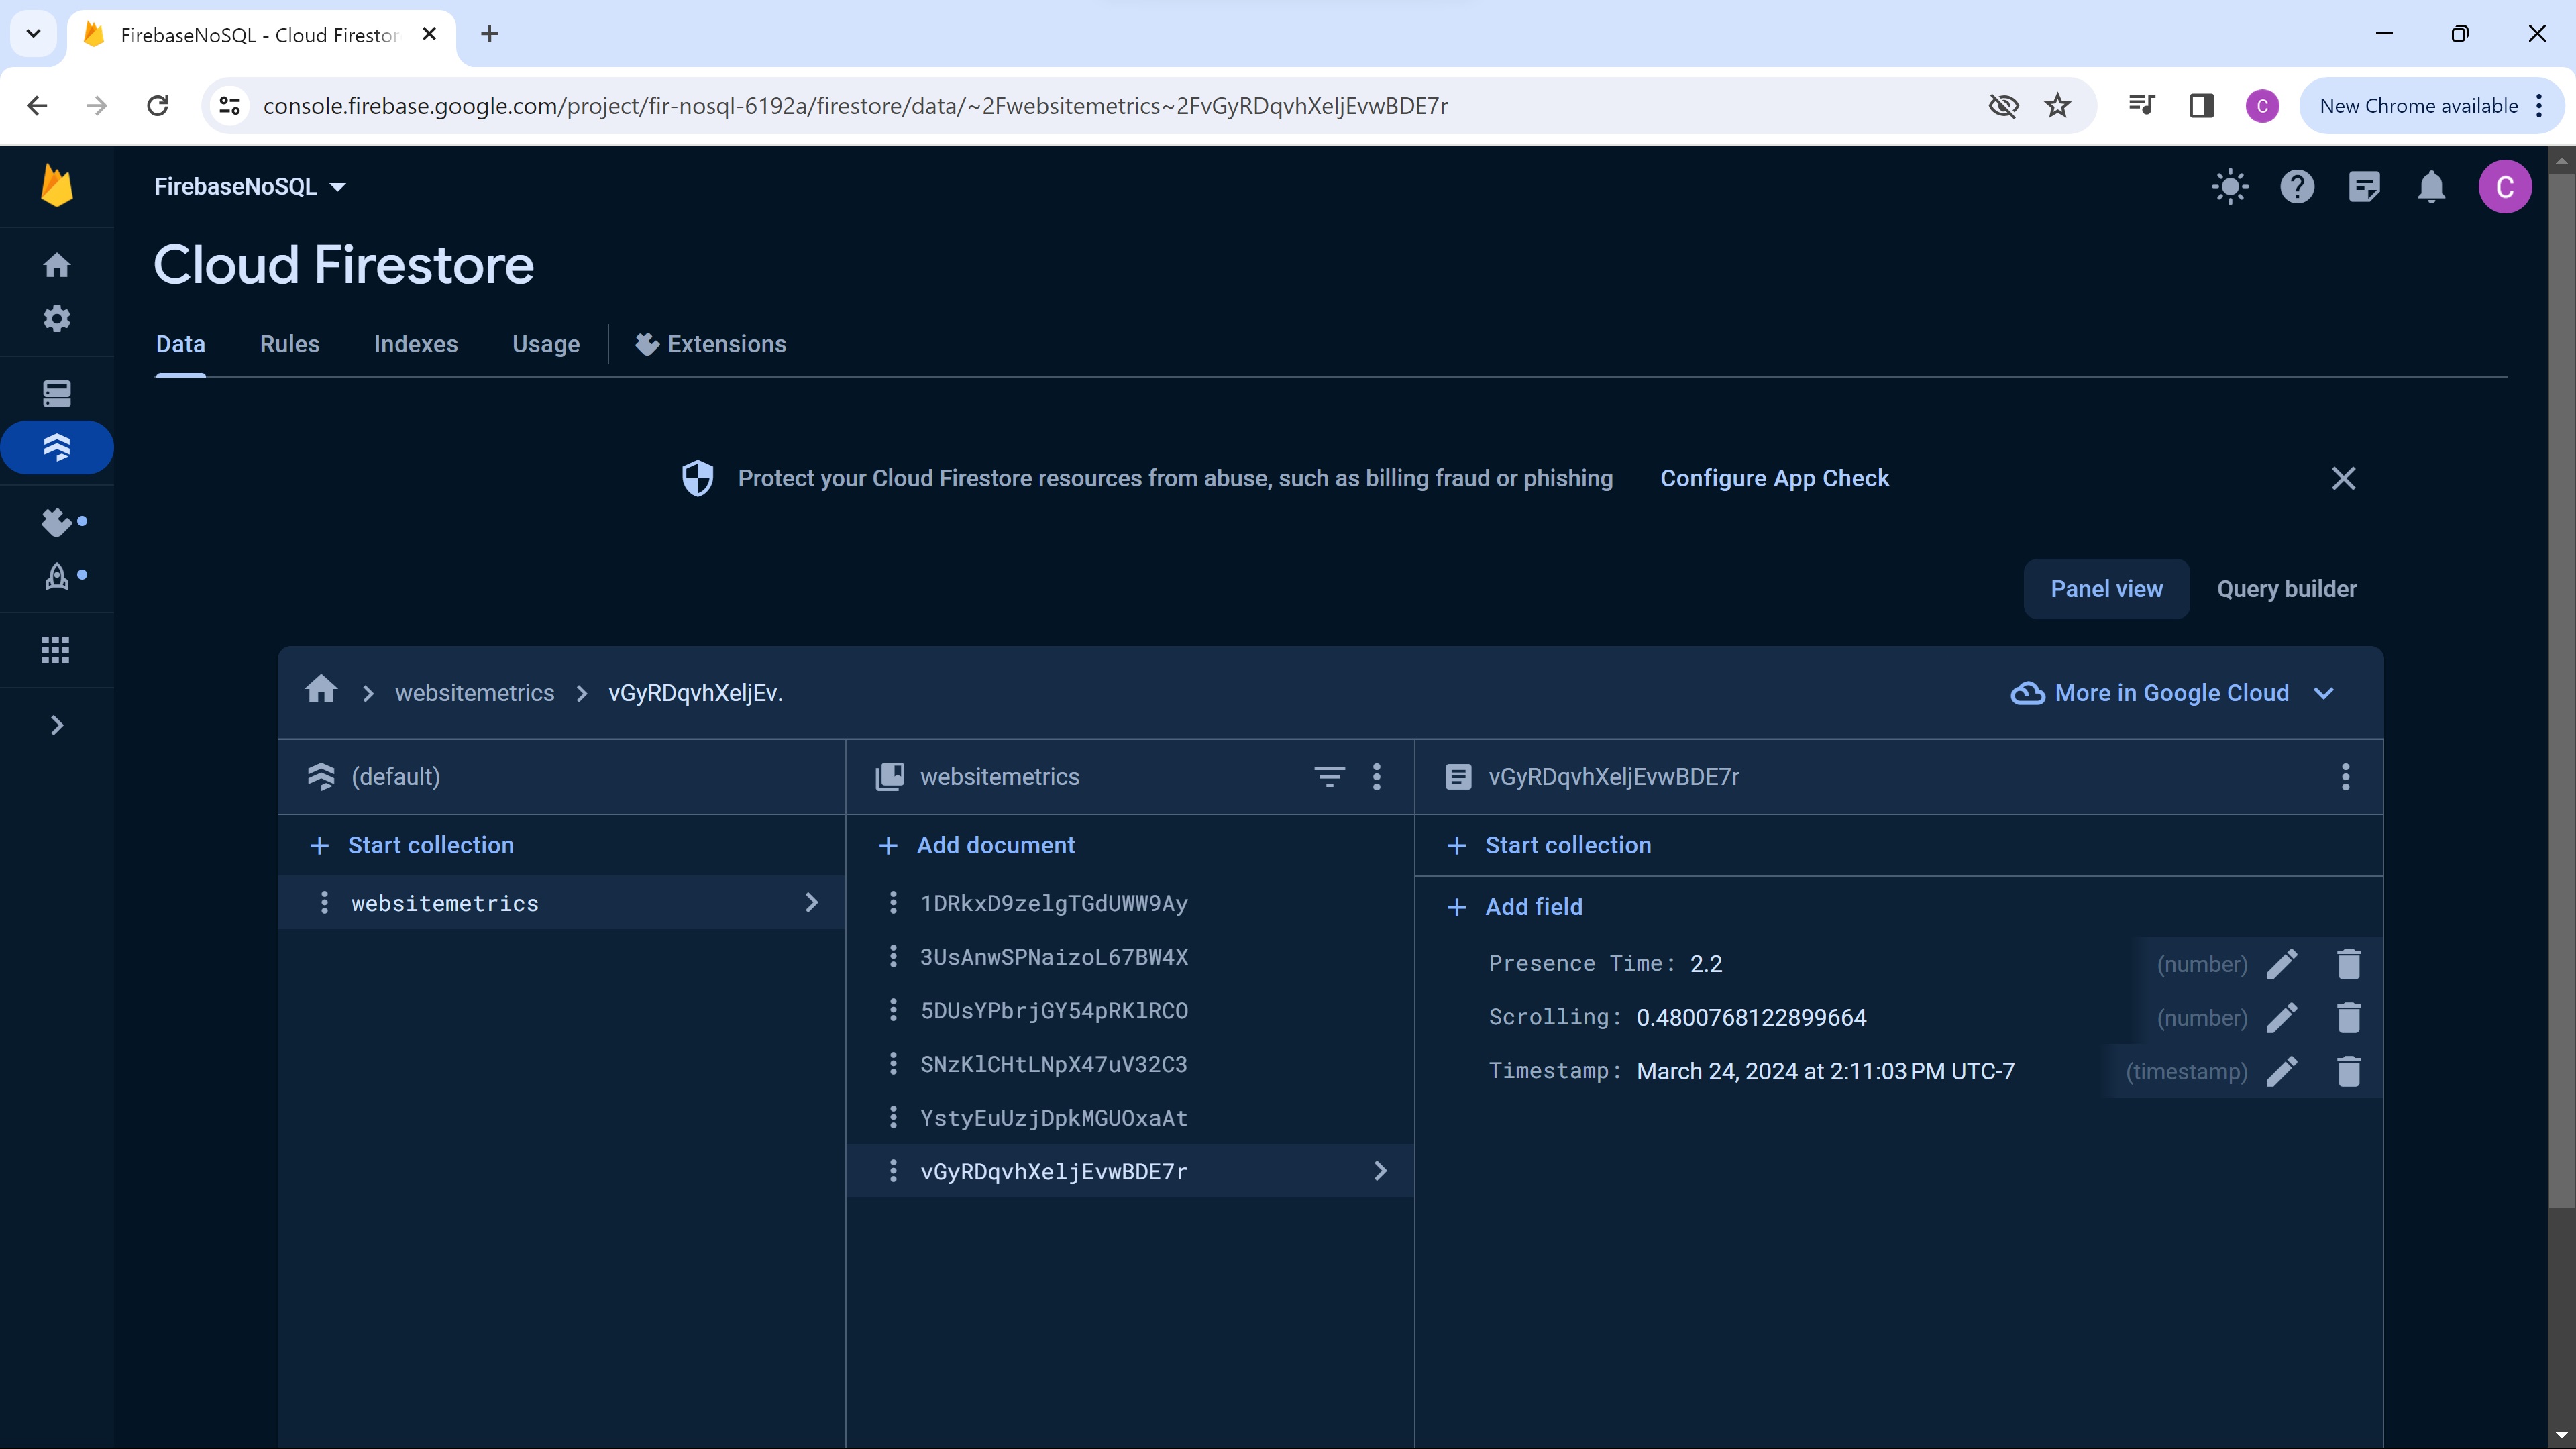 FirebaseNoSQL - Cloud Firestor
console.firebase.google.com/project/fir-nosql-6192a/firestore/data/~2Fwebsitemetrics~2FvGyRDqvhXeljEvwBDE7r
C
New Chrome available
FirebaseNoSQL
C
Cloud Firestore
Data Rules Indexes Usage Extensions
Protect your Cloud Firestore resources from abuse, such as billing fraud or phishing Configure App Check
Panel view Query builder
websitemetrics vGyRDqvhXeljEv.
More in Google Cloud
(default)
+ Start collection
websitemetrics
websitemetrics
+ Add document
1DRkxD9zelgTGdUWW9Ay
3UsAnwSPNaizoL67BW4X
5DUsYPbrjGY54pRKlRCO
SNzKlCHtLNpX47uV32C3
YstyEuUzjDpkMGUOxaAt
vGyRDqvhXeljEvwBDE7r
vGyRDqvhXeljEvwBDE7r
+ Start collection
+ Add field
Presence Time: 2.2 (number)
Scrolling: 0.4800768122899664 (number)
Timestamp: March 24, 2024 at 2:11:03 PM UTC-7 (timestamp)